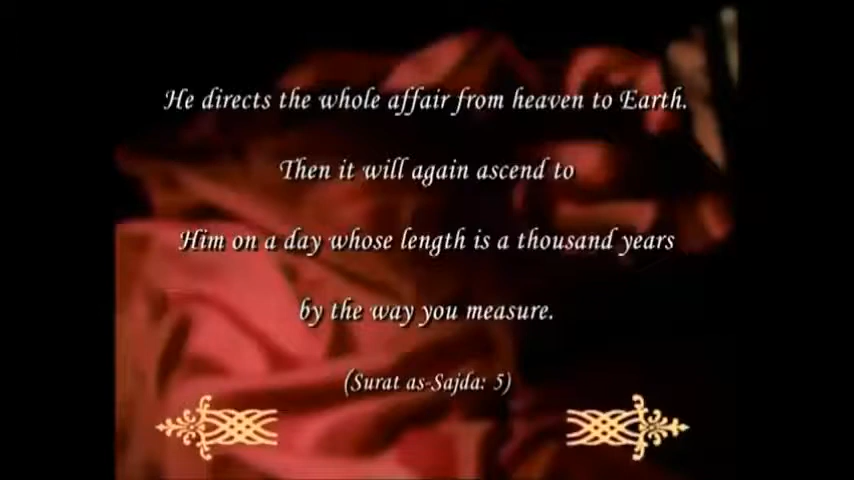 He directs the whole affair from heaven to Earth.
Then it will again ascend to
Him on a day whose length is a thousand years
by the way you measure.
(Surat as-Sajda: 5)